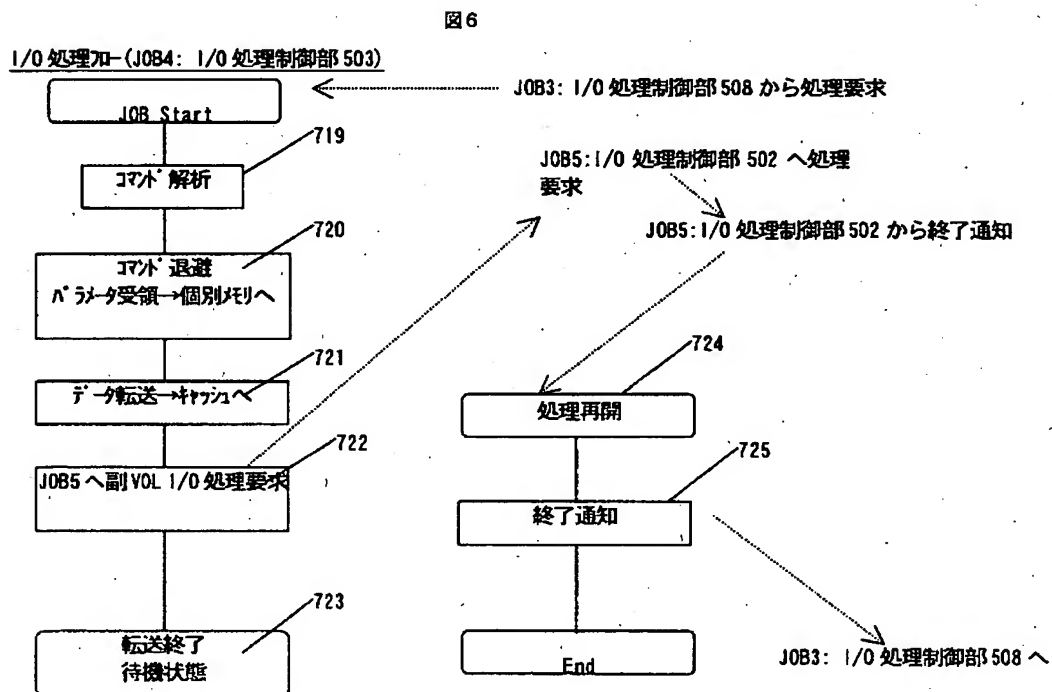 図6
I/O 処理フロー(JOB4: I/O 処理制御部 503)
JOB Start
JOB3: I/O 処理制御部 508 から処理要求
719
コマンド 解析
720
コマンド 退避
パラメータ受領→個別メモリへ
721
データ転送→キャッシュへ
722
JOB5 へ副 VOL I/O 処理要求
723
転送終了
待機状態
JOB5:I/O 処理制御部 502 へ処理
要求
JOB5:I/O 処理制御部 502 から終了通知
724
処理再開
725
終了通知
End
JOB3: I/O 処理制御部 508 へ